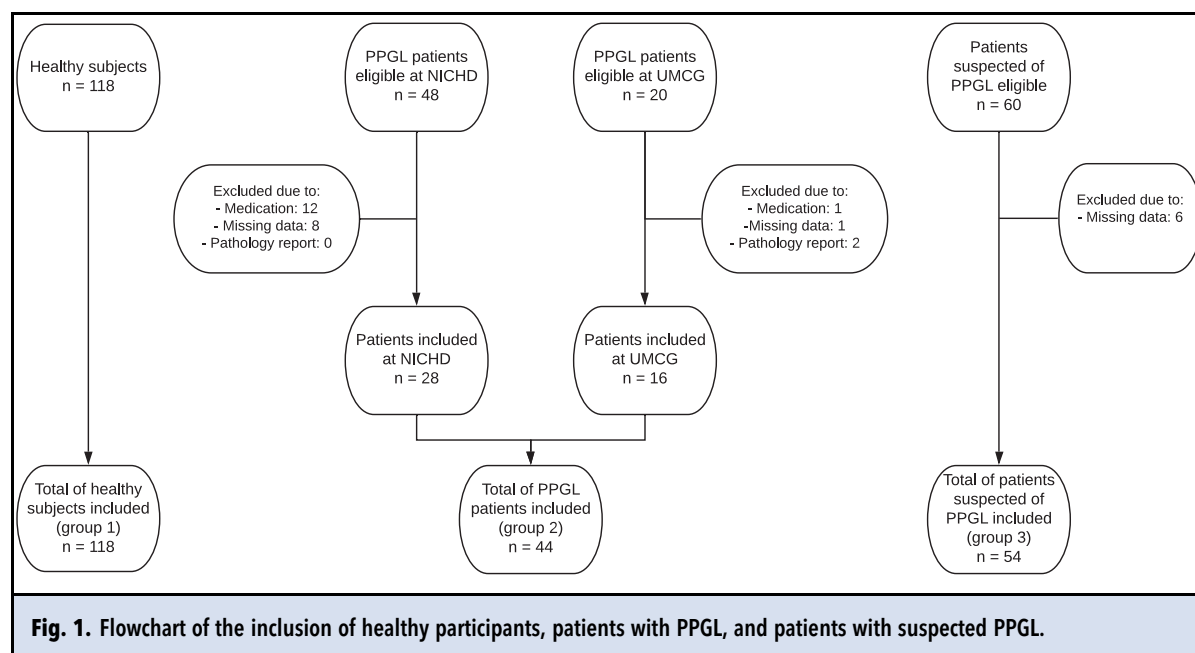 Healthy subjects
n = 118
PPGL patients
eligible at NICHD
n = 48
PPGL patients
eligible at UMCG
n = 20
Patients
suspected of
PPGL eligible
n = 60
Excluded due to:
- Medication: 12
- Missing data: 8
- Pathology report: 0
Excluded due to:
- Medication: 1
-Missing data: 1
- Pathology report: 2
Excluded due to:
- Missing data: 6
Patients included
at NICHD
n = 28
Patients included
at UMCG
n = 16
Total of healthy
subjects included
(group 1)
n = 118
Total of PPGL
patients included
(group 2)
n = 44
Total of patients
suspected of
PPGL included
(group 3)
n = 54
Fig. 1. Flowchart of the inclusion of healthy participants, patients with PPGL, and patients with suspected PPGL.